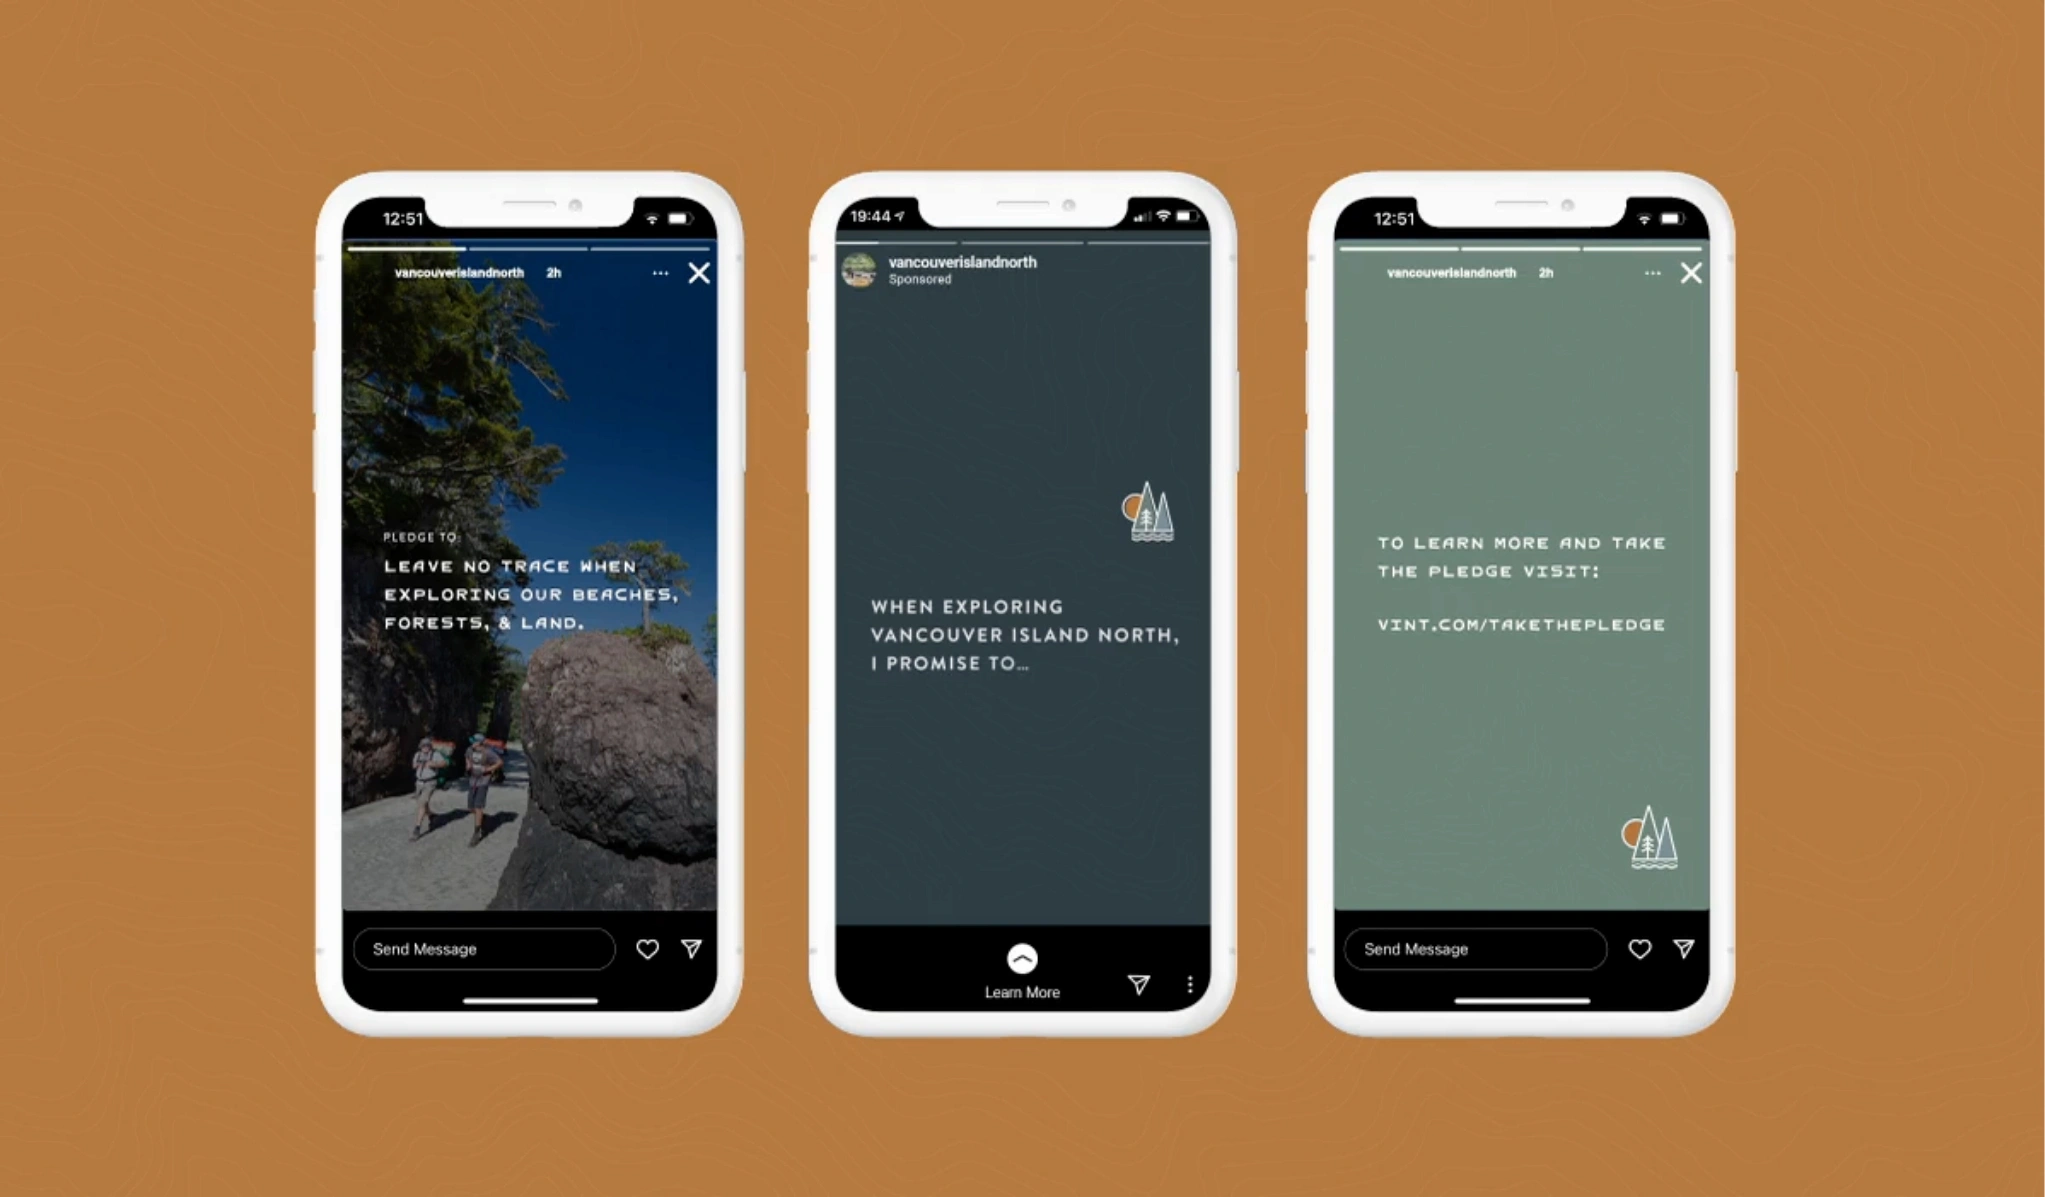 12:51
vancouverislandnorth 2h
PLEDGE TO:
LEAVE NO TRACE WHEN
EXPLORING OUR BEACHES,
FORESTS, & LAND.
Send Message
19:44
vancouverislandnorth
Sponsored
WHEN EXPLORING
VANCOUVER ISLAND NORTH,
I PROMISE TO...
Learn More
12:51
vancouverislandnorth 2h
TO LEARN MORE AND TAKE
THE PLEDGE VISIT:
VINT.COM/TAKETHEPLEDGE
Send Message